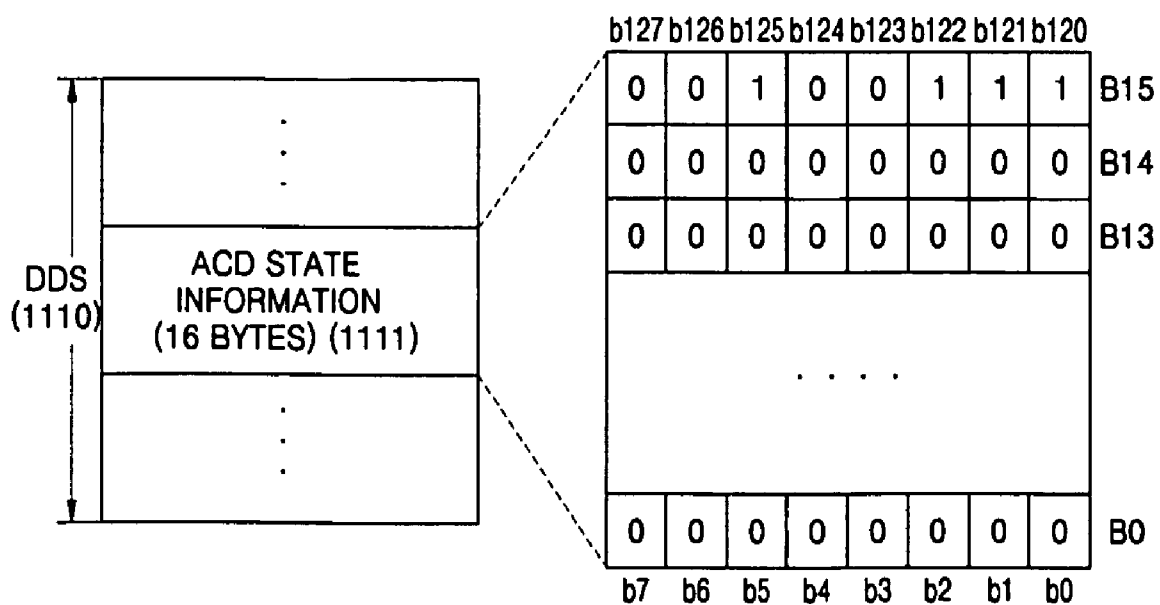 b127 b126 b125 b124 b123 b122 b121 b120
0 0 1 0 0 1 1 1 B15
0 0 0 0 0 0 0 0 B14
0 0 0 0 0 0 0 0 B13
DDS
(1110)
ACD STATE
INFORMATION
(16 BYTES) (1111)
. . . .
0 0 0 0 0 0 0 0 B0
b7 b6 b5 b4 b3 b2 b1 b0